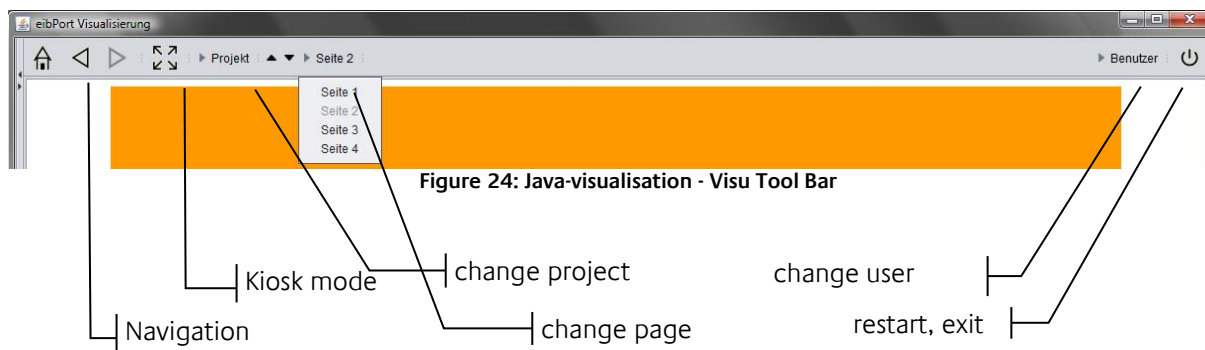 eibPort Visualisierung
Projekt Seite 2 Benutzer
Seite 1
Seite 2
Seite 3
Seite 4
Figure 24: Java-visualisation - Visu Tool Bar
Kiosk mode change project change user
Navigation change page restart, exit